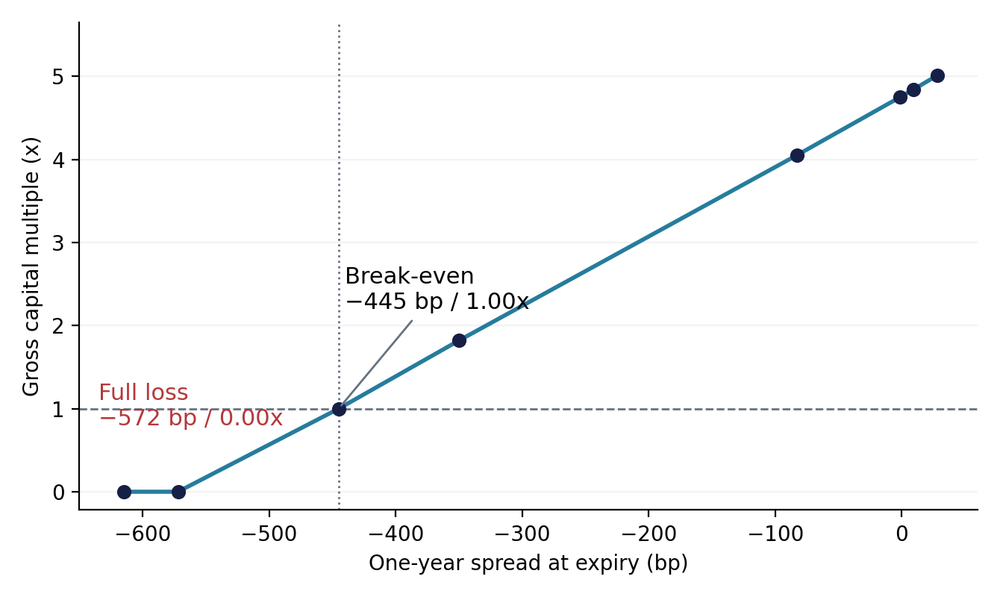 5
4
3
2
1
0
Gross capital multiple (x)
Break-even
−445 bp / 1.00x
Full loss
−572 bp / 0.00x
−600
−500
−400
−300
−200
−100
0
One-year spread at expiry (bp)